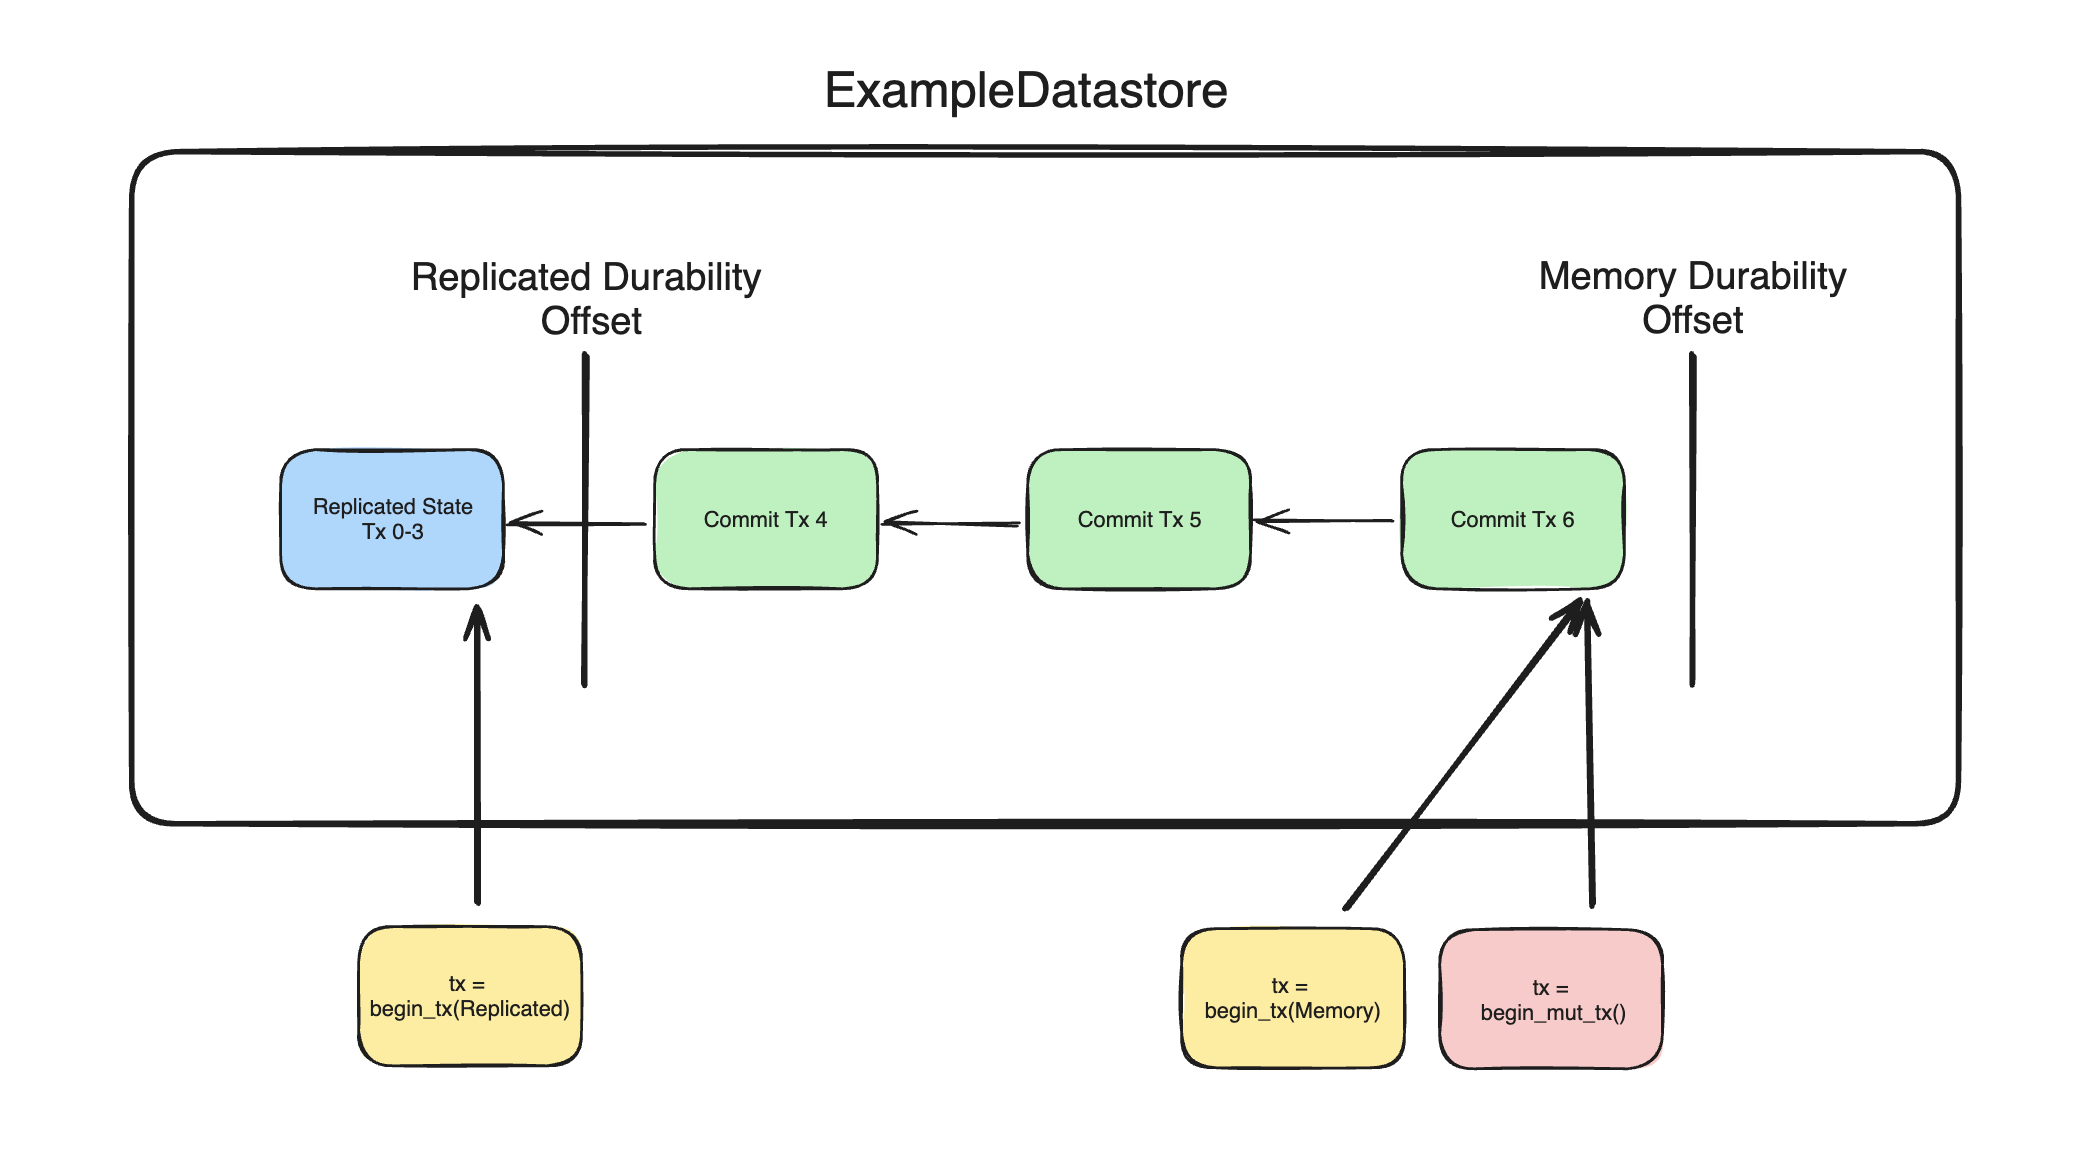 ExampleDatastore
Replicated Durability
Offset
Memory Durability
Offset
Replicated State
Tx 0-3
Commit Tx 4
Commit Tx 5
Commit Tx 6
tx =
begin_tx(Replicated)
tx =
begin_tx(Memory)
tx =
begin_mut_tx()